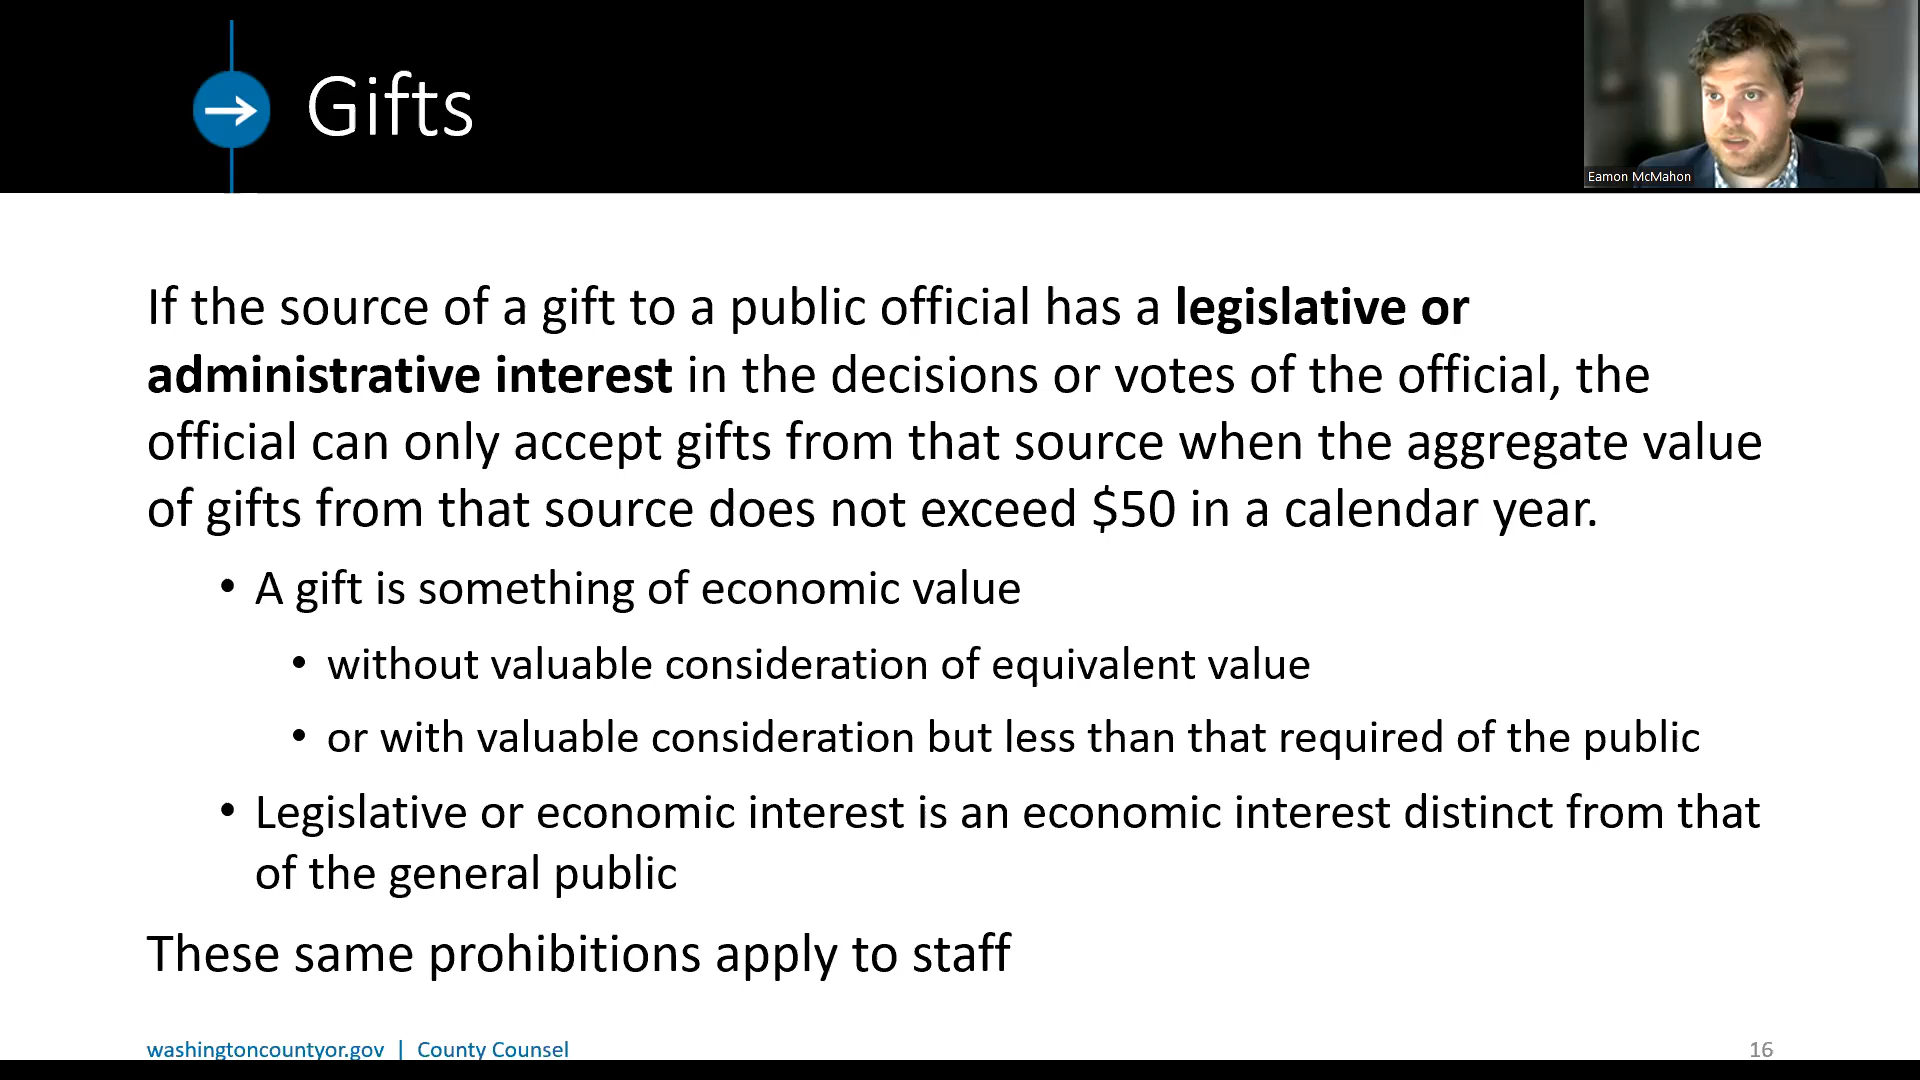 Gifts
Eamon McMahon
If the source of a gift to a public official has a legislative or
administrative interest in the decisions or votes of the official, the
official can only accept gifts from that source when the aggregate value
of gifts from that source does not exceed $50 in a calendar year.
• A gift is something of economic value
• without valuable consideration of equivalent value
• or with valuable consideration but less than that required of the public
• Legislative or economic interest is an economic interest distinct from that
of the general public
These same prohibitions apply to staff
washingtoncountyor.gov | County Counsel
16